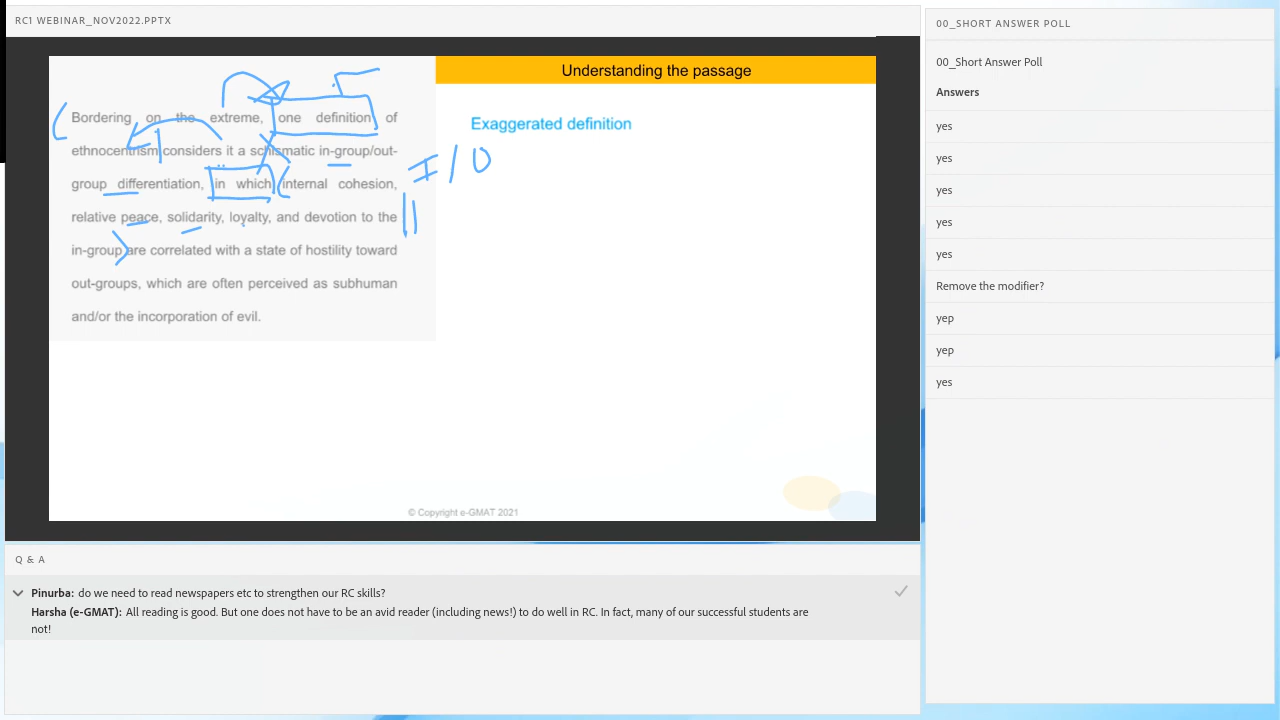 RC1 WEBINAR_NOV2022.PPTX
Understanding the passage
Bordering on the extreme, one definition of
ethnocentrism considers it a schismatic in-group/out-
group differentiation, in which internal cohesion,
relative peace, solidarity, loyalty, and devotion to the
in-group are correlated with a state of hostility toward
out-groups, which are often perceived as subhuman
and/or the incorporation of evil.
Exaggerated definition
I / O
© Copyright e-GMAT 2021
Q & A
Pinurba: do we need to read newspapers etc to strengthen our RC skills?
Harsha (e-GMAT): All reading is good. But one does not have to be an avid reader (including news!) to do well in RC. In fact, many of our successful students are
not!
00_SHORT ANSWER POLL
00_Short Answer Poll
Answers
yes
yes
yes
yes
yes
Remove the modifier?
yep
yep
yes